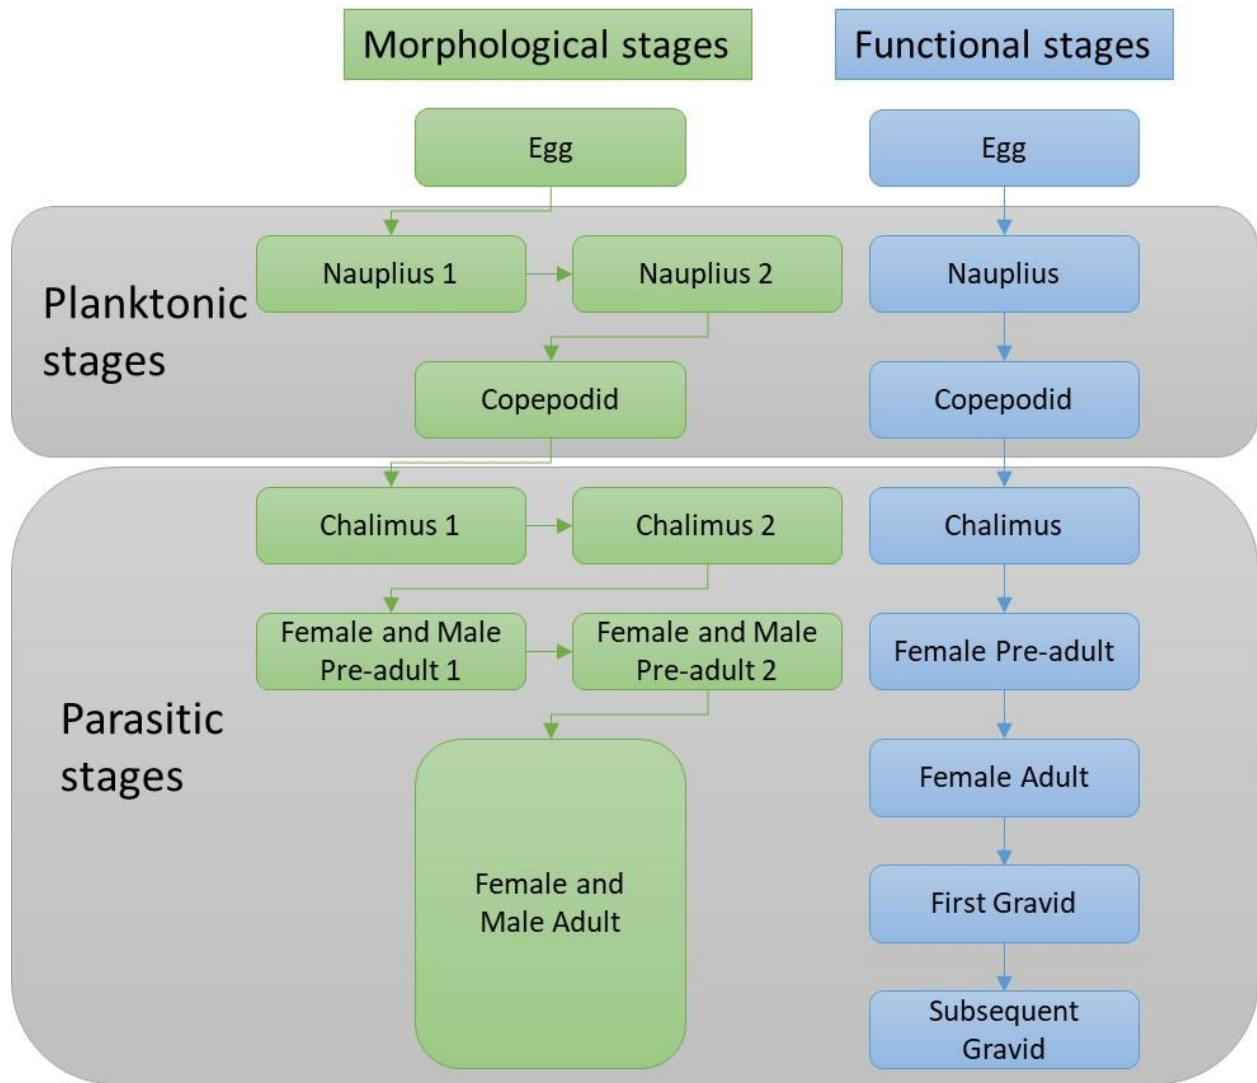 Morphological stages
Functional stages
Egg
Egg
Planktonic
stages
Nauplius 1
Nauplius 2
Nauplius
Copepodid
Copepodid
Parasitic
stages
Chalimus 1
Chalimus 2
Chalimus
Female and Male
Pre-adult 1
Female and Male
Pre-adult 2
Female Pre-adult
Female and
Male Adult
Female Adult
First Gravid
Subsequent
Gravid